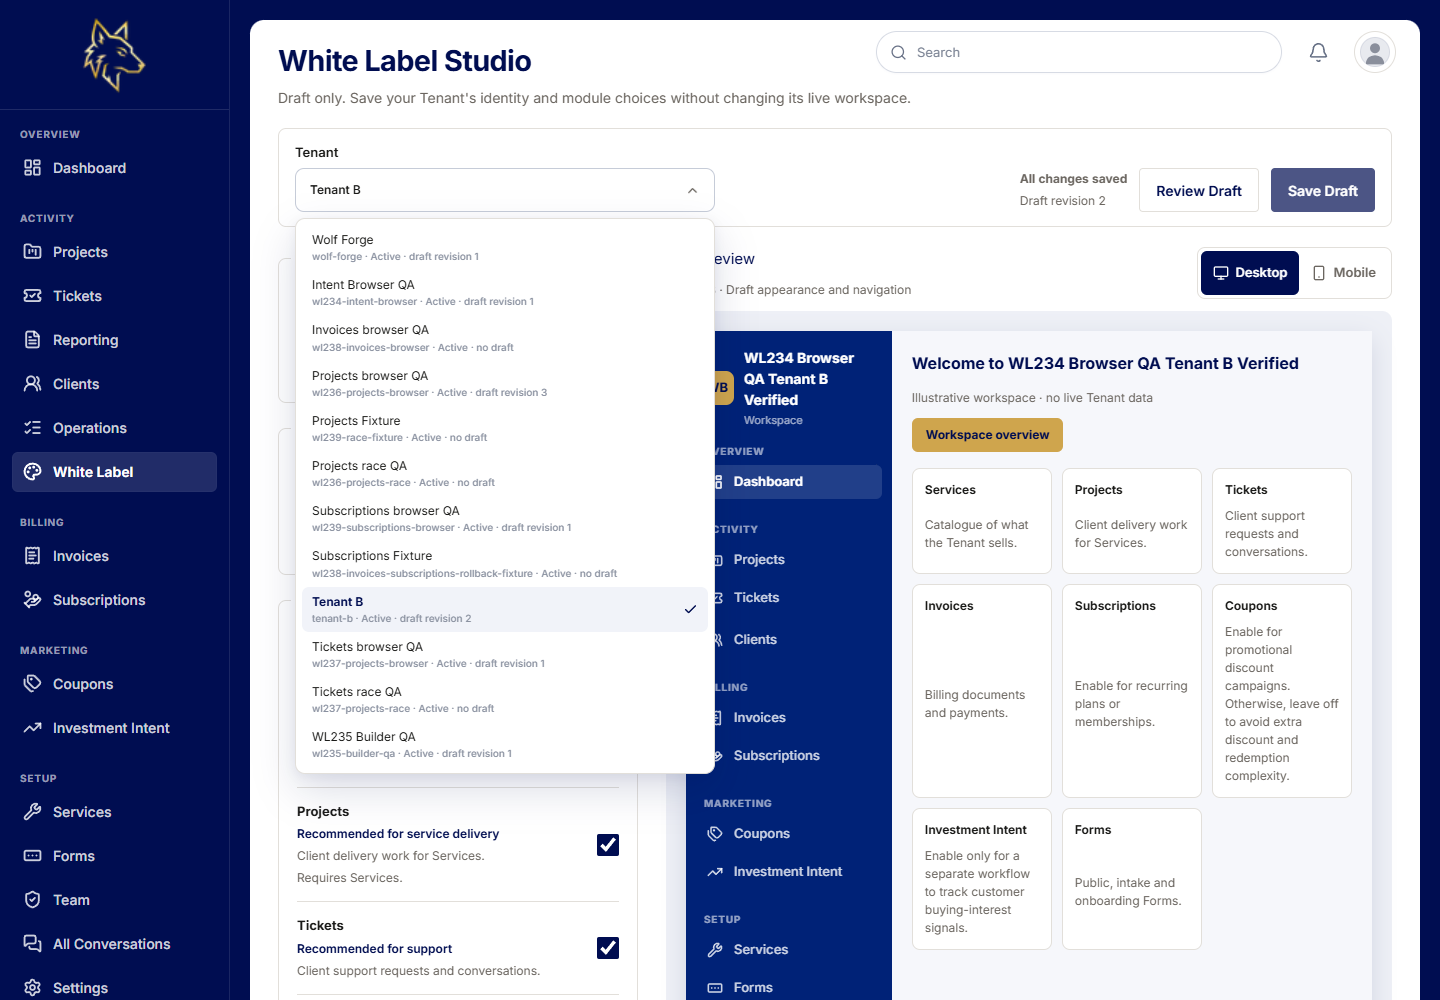 OVERVIEW
Dashboard
ACTIVITY
Projects
Tickets
Reporting
Clients
Operations
White Label
BILLING
Invoices
Subscriptions
MARKETING
Coupons
Investment Intent
SETUP
Services
Forms
Team
All Conversations
Settings
White Label Studio
Search
Draft only. Save your Tenant's identity and module choices without changing its live workspace.
Tenant
Tenant B
All changes saved
Draft revision 2
Review Draft
Save Draft
Wolf Forge
wolf-forge · Active · draft revision 1
Intent Browser QA
wl234-intent-browser · Active · draft revision 1
Invoices browser QA
wl238-invoices-browser · Active · no draft
Projects browser QA
wl236-projects-browser · Active · draft revision 3
Projects Fixture
wl239-race-fixture · Active · no draft
Projects race QA
wl236-projects-race · Active · no draft
Subscriptions browser QA
wl239-subscriptions-browser · Active · draft revision 1
Subscriptions Fixture
wl238-invoices-subscriptions-rollback-fixture · Active · no draft
Tenant B
tenant-b · Active · draft revision 2
Tickets browser QA
wl237-projects-browser · Active · draft revision 1
Tickets race QA
wl237-projects-race · Active · no draft
WL235 Builder QA
wl235-builder-qa · Active · draft revision 1
Projects
Recommended for service delivery
Client delivery work for Services.
Requires Services.
Tickets
Recommended for support
Client support requests and conversations.
eview
· Draft appearance and navigation
Desktop
Mobile
WL234 Browser
QA Tenant B
Verified
Workspace
VERVIEW
Dashboard
CTIVITY
Projects
Tickets
Clients
LLING
Invoices
Subscriptions
MARKETING
Coupons
Investment Intent
SETUP
Services
Forms
Welcome to WL234 Browser QA Tenant B Verified
Illustrative workspace · no live Tenant data
Workspace overview
Services
Catalogue of what
the Tenant sells.
Projects
Client delivery work
for Services.
Tickets
Client support
requests and
conversations.
Invoices
Billing documents
and payments.
Subscriptions
Enable for recurring
plans or
memberships.
Coupons
Enable for
promotional
discount
campaigns.
Otherwise, leave off
to avoid extra
discount and
redemption
complexity.
Investment Intent
Enable only for a
separate workflow
to track customer
buying-interest
signals.
Forms
Public, intake and
onboarding Forms.